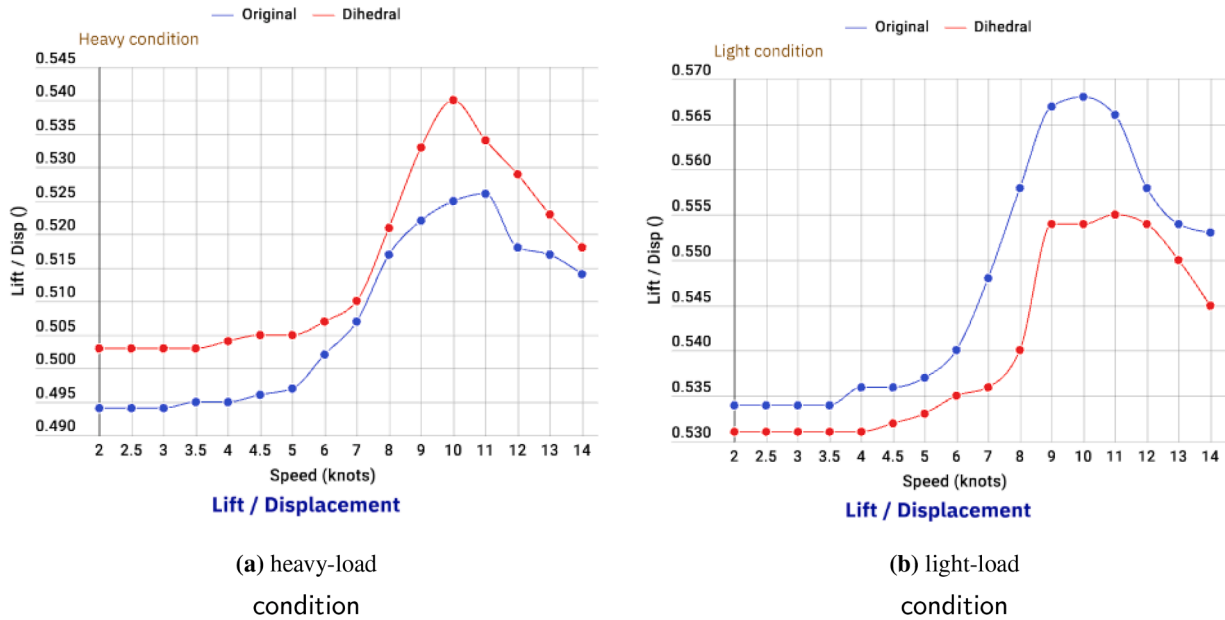 Original Dihedral
Heavy condition
0.545
0.540
0.535
0.530
0.525
0.520
0.515
0.510
0.505
0.500
0.495
0.490
Lift / Disp ()
2 2.5 3 3.5 4 4.5 5 6 7 8 9 10 11 12 13 14
Speed (knots)
Lift / Displacement
(a) heavy-load
condition
Original Dihedral
Light condition
0.570
0.565
0.560
0.555
0.550
0.545
0.540
0.535
0.530
Lift / Disp ()
2 2.5 3 3.5 4 4.5 5 6 7 8 9 10 11 12 13 14
Speed (knots)
Lift / Displacement
(b) light-load
condition